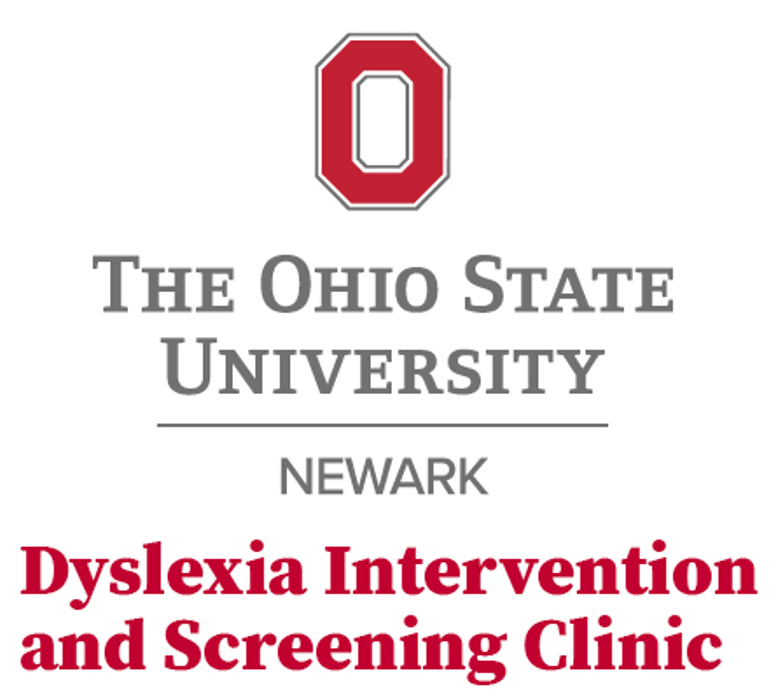 O
The Ohio State
University
NEWARK
Dyslexia Intervention
and Screening Clinic